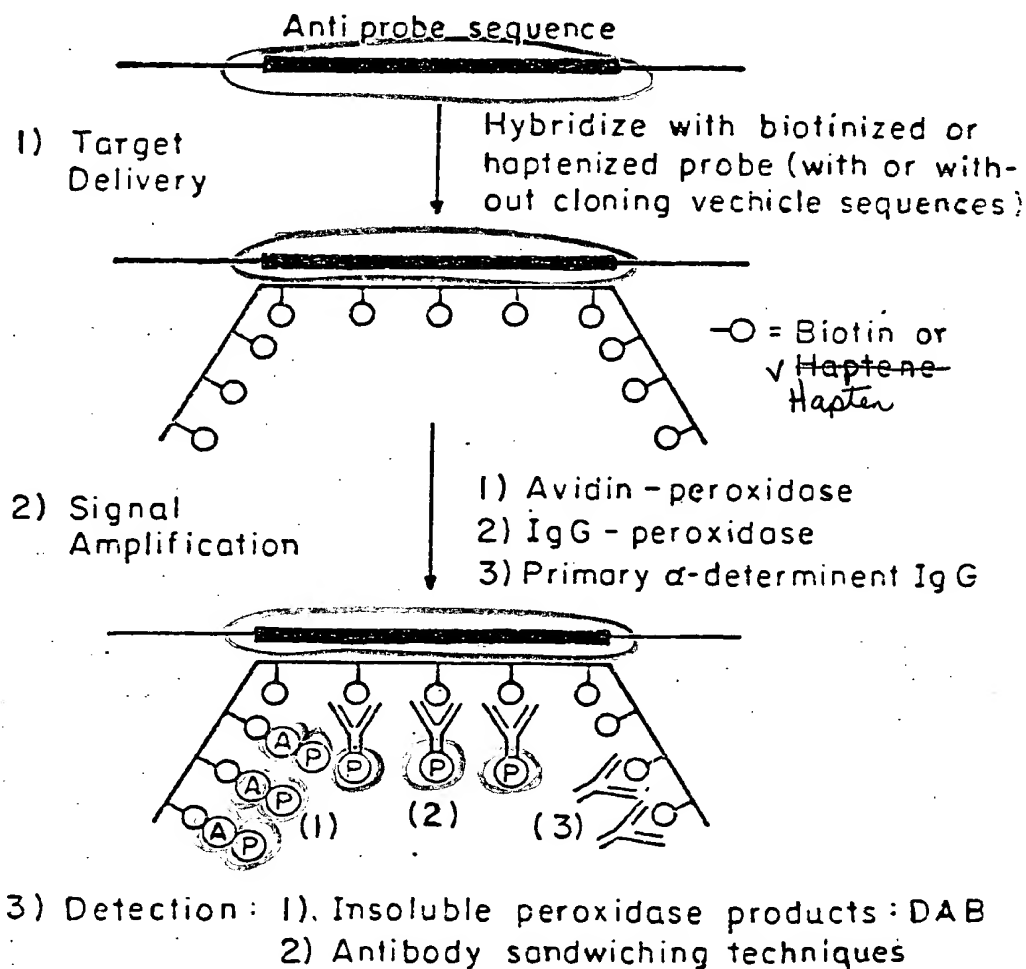 Anti probe sequence
1) Target
Delivery
Hybridize with biotinized or
haptenized probe (with or with-
out cloning vechicle sequences)
-O = Biotin or
√ Haptene
Hapten
2) Signal
Amplification
1) Avidin - peroxidase
2) IgG - peroxidase
3) Primary α-determinent IgG
A P
A P
A P
P P P
(1) (2) (3)
3) Detection : 1). Insoluble peroxidase products : DAB
2) Antibody sandwiching techniques